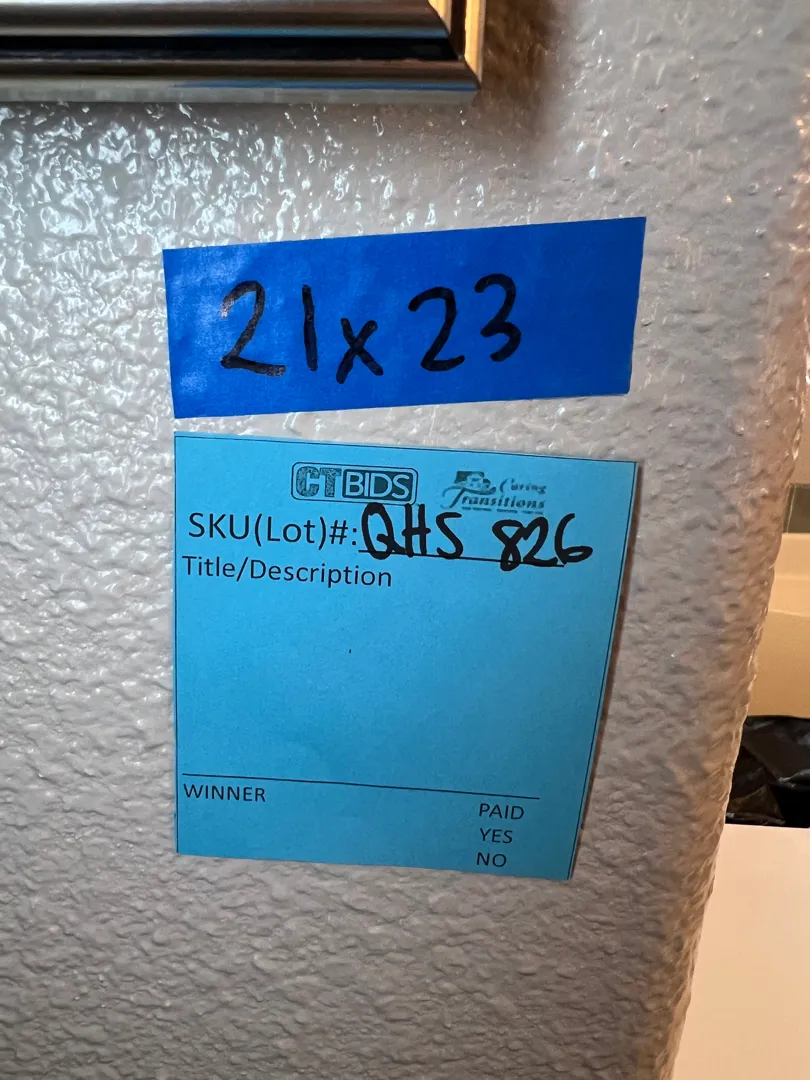 21x23
CTBIDS Caring
Transitions
SKU(Lot)#: QHS 826
Title/Description
WINNER
PAID
YES
NO